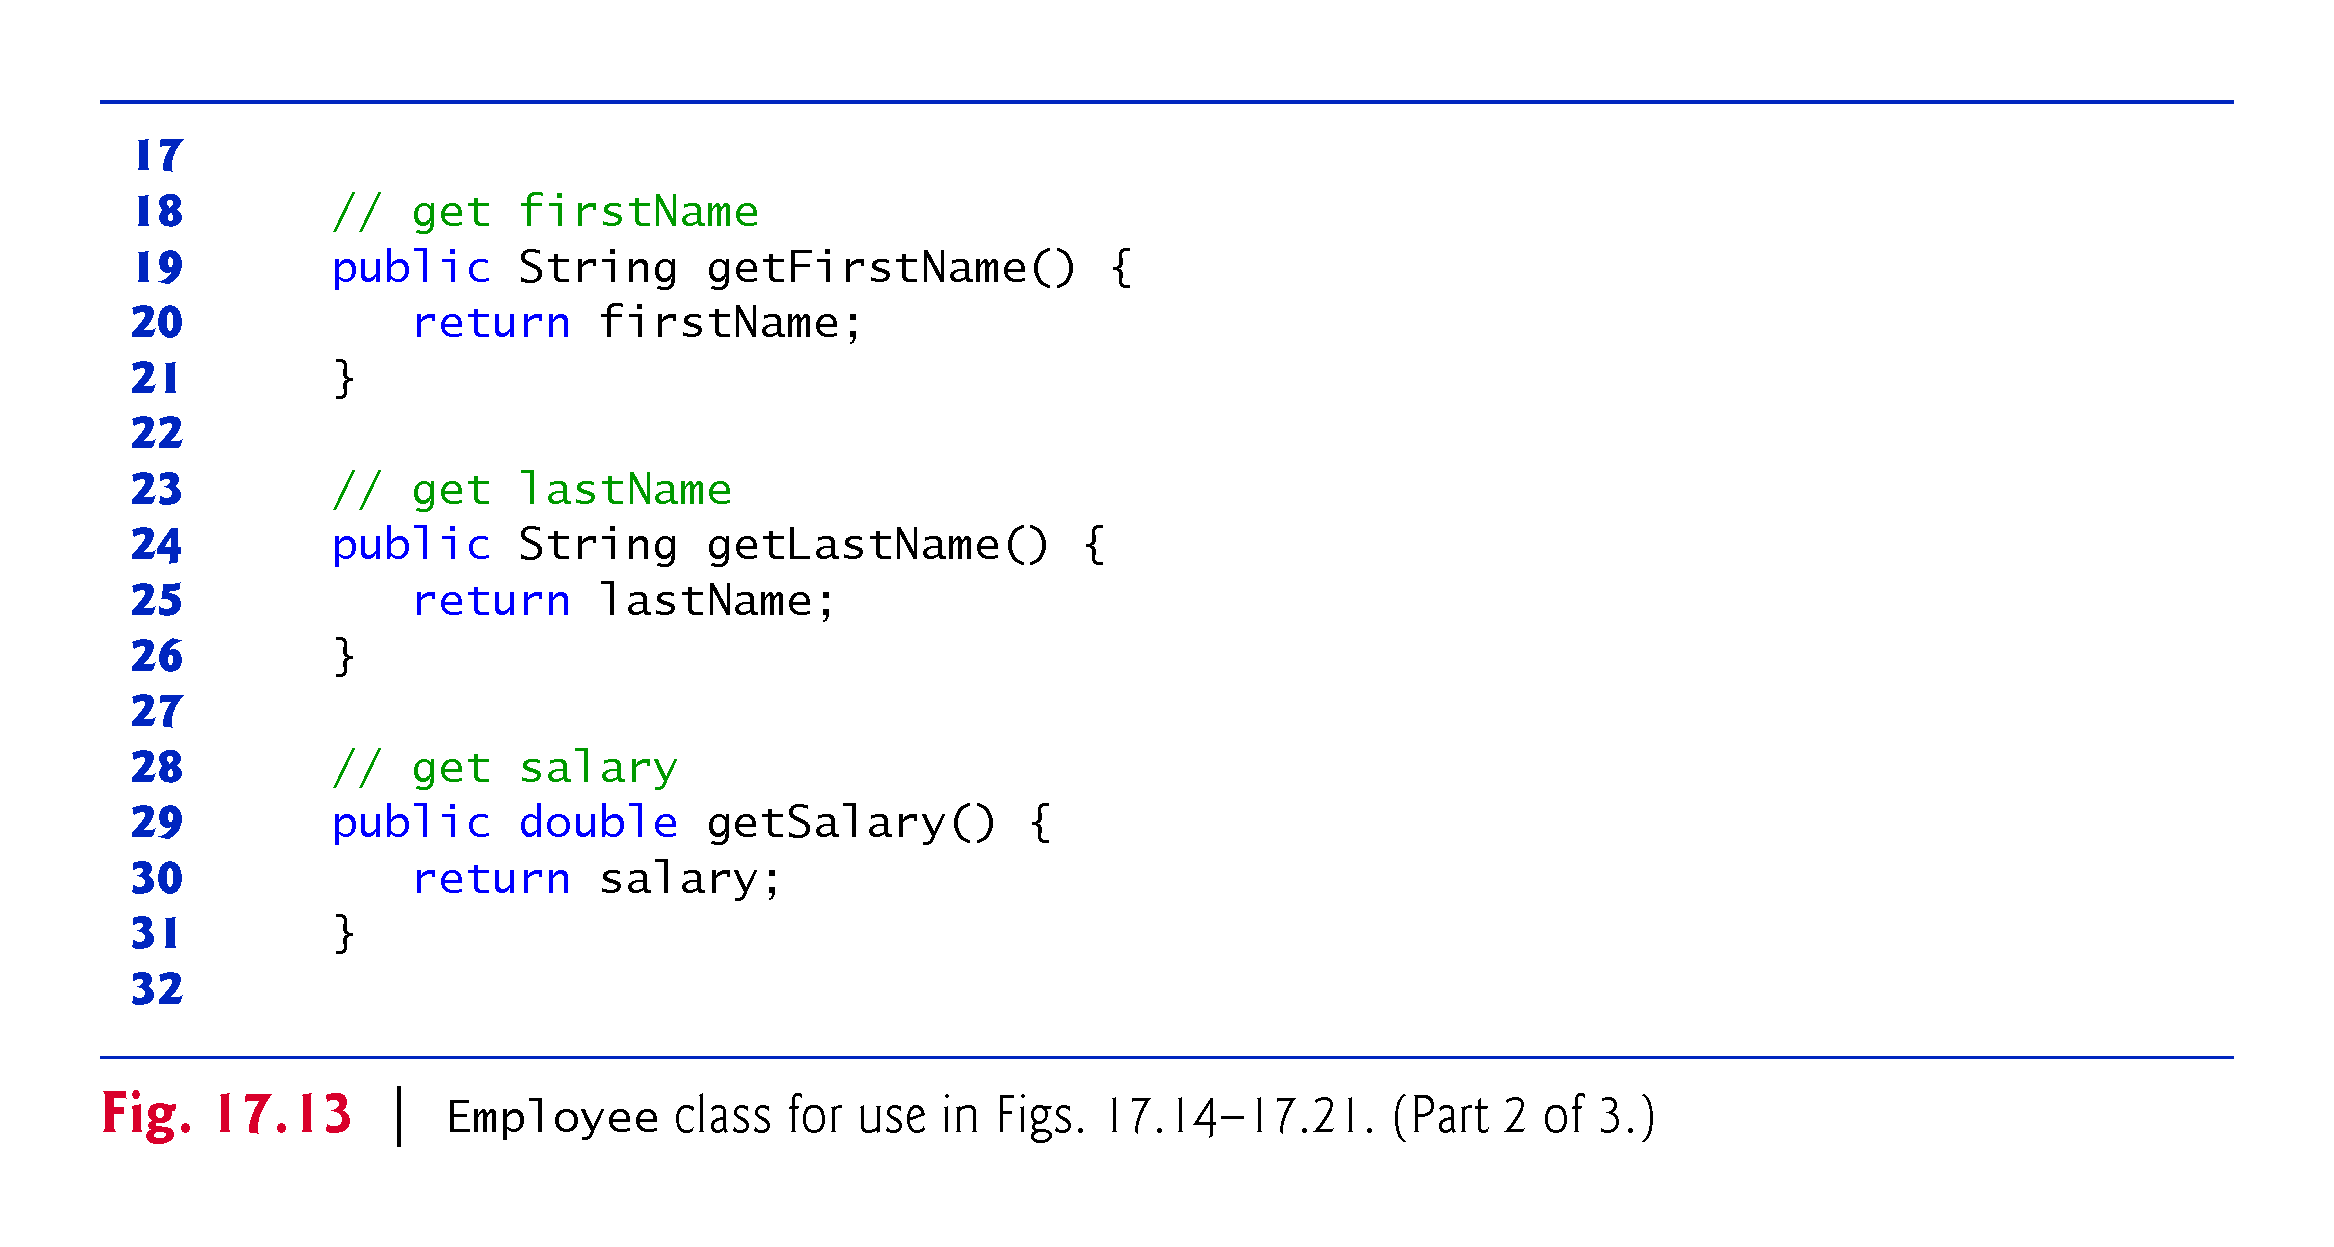 17
18 // get firstName
19 public String getFirstName() {
20 return firstName;
21 }
22
23 // get lastName
24 public String getLastName() {
25 return lastName;
26 }
27
28 // get salary
29 public double getSalary() {
30 return salary;
31 }
32
Fig. 17.13 | Employee class for use in Figs. 17.14–17.21. (Part 2 of 3.)